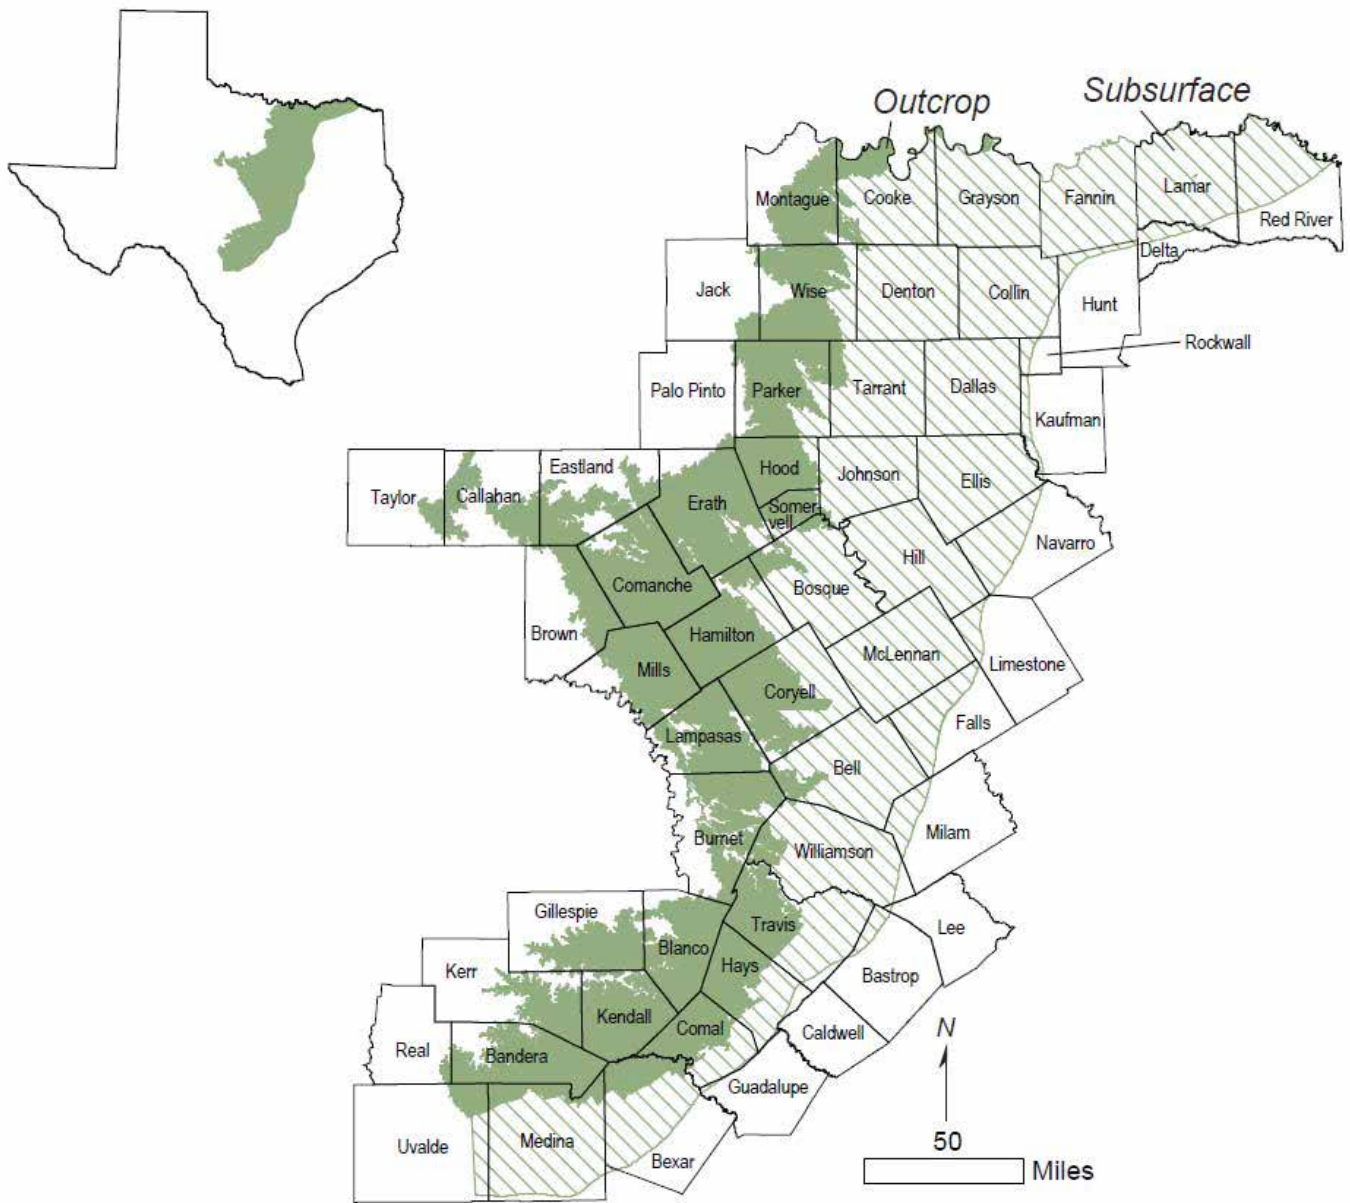 Outcrop
Subsurface
Montague
Cooke
Grayson
Fannin
Lamar
Red River
Delta
Jack
Wise
Denton
Collin
Hunt
Rockwall
Palo Pinto
Parker
Tarrant
Dallas
Kaufman
Taylor
Callahan
Eastland
Erath
Hood
Somer-
vell
Johnson
Ellis
Navarro
Comanche
Bosque
Hill
Brown
Hamilton
McLennan
Limestone
Mills
Coryell
Falls
Lampasas
Bell
Burnet
Williamson
Milam
Gillespie
Blanco
Travis
Lee
Kerr
Hays
Bastrop
Kendall
Comal
Caldwell
N
Real
Bandera
Guadalupe
Uvalde
Medina
Bexar
50
Miles